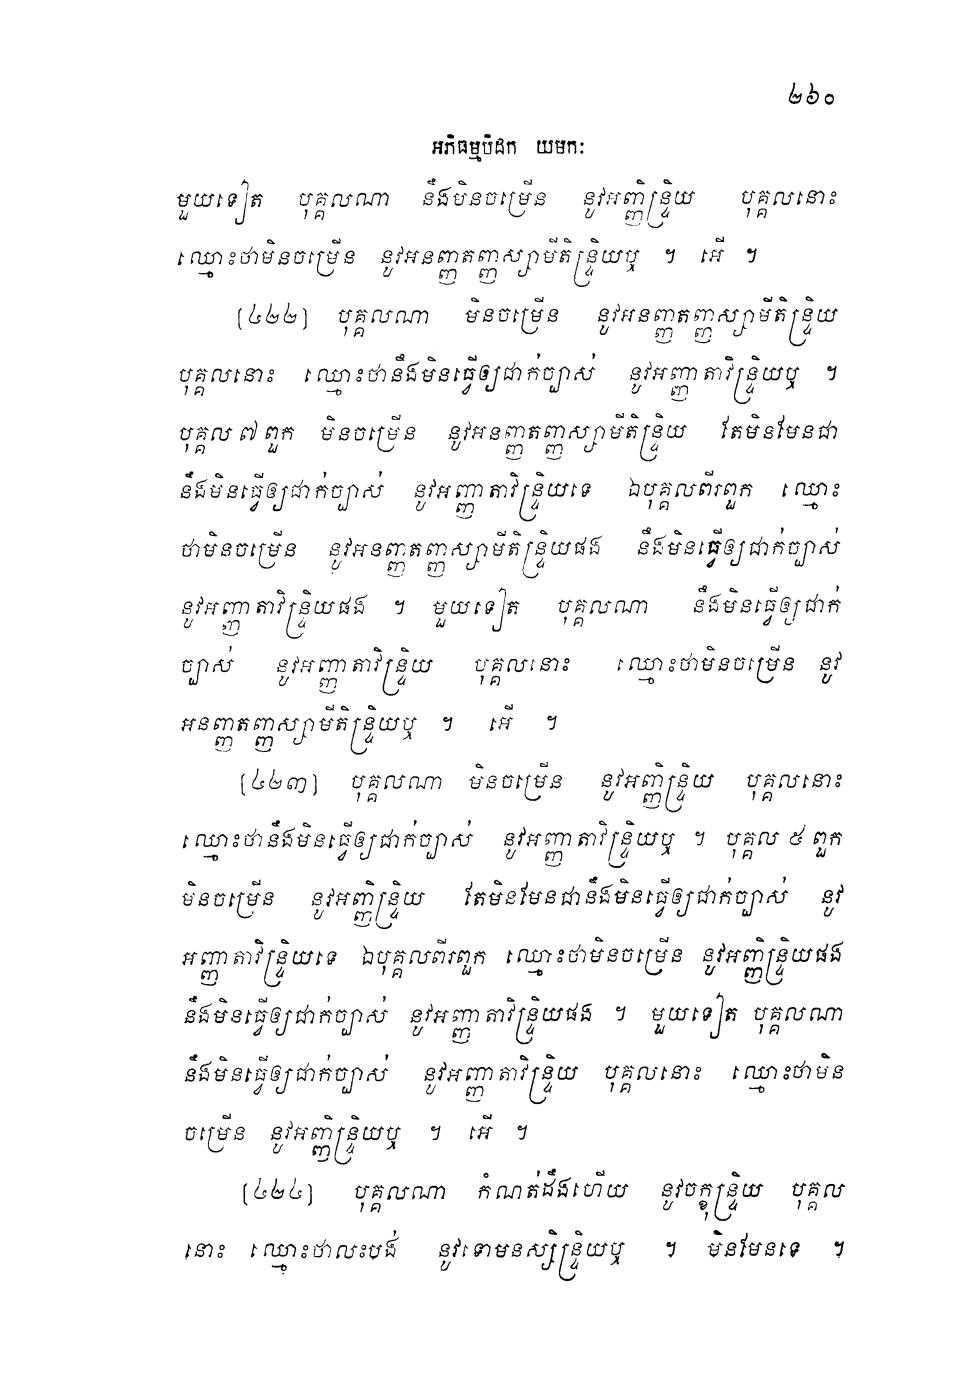 ២៦០
អភិធម្មបិដក យមកៈ
មួយទៀត បុគ្គលណា នឹងមិនចម្រើន នូវអញ្ញិន្ទ្រិយ បុគ្គលនោះ
ឈ្មោះថាមិនចម្រើន នូវអនញ្ញតញ្ញស្សាមីតិន្ទ្រិយឬ ។ អើ ។
[៤២២] បុគ្គលណា មិនចម្រើន នូវអនញ្ញតញ្ញស្សាមីតិន្ទ្រិយ
បុគ្គលនោះ ឈ្មោះថានឹងមិនធ្វើឲ្យជាក់ច្បាស់ នូវអញ្ញាតាវិន្ទ្រិយឬ ។
បុគ្គល ៧ ពួក មិនចម្រើន នូវអនញ្ញតញ្ញស្សាមីតិន្ទ្រិយ តែមិនមែនជា
នឹងមិនធ្វើឲ្យជាក់ច្បាស់ នូវអញ្ញាតាវិន្ទ្រិយទេ ឯបុគ្គលពីរពួក ឈ្មោះ
ថាមិនចម្រើន នូវអនញ្ញតញ្ញស្សាមីតិន្ទ្រិយផង នឹងមិនធ្វើឲ្យជាក់ច្បាស់
នូវអញ្ញាតាវិន្ទ្រិយផង ។ មួយទៀត បុគ្គលណា នឹងមិនធ្វើឲ្យជាក់
ច្បាស់ នូវអញ្ញាតាវិន្ទ្រិយ បុគ្គលនោះ ឈ្មោះថាមិនចម្រើន នូវ
អនញ្ញតញ្ញស្សាមីតិន្ទ្រិយឬ ។ អើ ។
[៤២៣] បុគ្គលណា មិនចម្រើន នូវអញ្ញិន្ទ្រិយ បុគ្គលនោះ
ឈ្មោះថានឹងមិនធ្វើឲ្យជាក់ច្បាស់ នូវអញ្ញាតាវិន្ទ្រិយឬ ។ បុគ្គល ៥ ពួក
មិនចម្រើន នូវអញ្ញិន្ទ្រិយ តែមិនមែនជានឹងមិនធ្វើឲ្យជាក់ច្បាស់ នូវ
អញ្ញាតាវិន្ទ្រិយទេ ឯបុគ្គលពីរពួក ឈ្មោះថាមិនចម្រើន នូវអញ្ញិន្ទ្រិយផង
នឹងមិនធ្វើឲ្យជាក់ច្បាស់ នូវអញ្ញាតាវិន្ទ្រិយផង ។ មួយទៀត បុគ្គលណា
នឹងមិនធ្វើឲ្យជាក់ច្បាស់ នូវអញ្ញាតាវិន្ទ្រិយ បុគ្គលនោះ ឈ្មោះថាមិន
ចម្រើន នូវអញ្ញិន្ទ្រិយឬ ។ អើ ។
[៤២៤] បុគ្គលណា កំណត់ដឹងហើយ នូវចក្ខុន្ទ្រិយ បុគ្គល
នោះ ឈ្មោះថាលះបង់ នូវទោមនស្សិន្ទ្រិយឬ ។ មិនមែនទេ ។